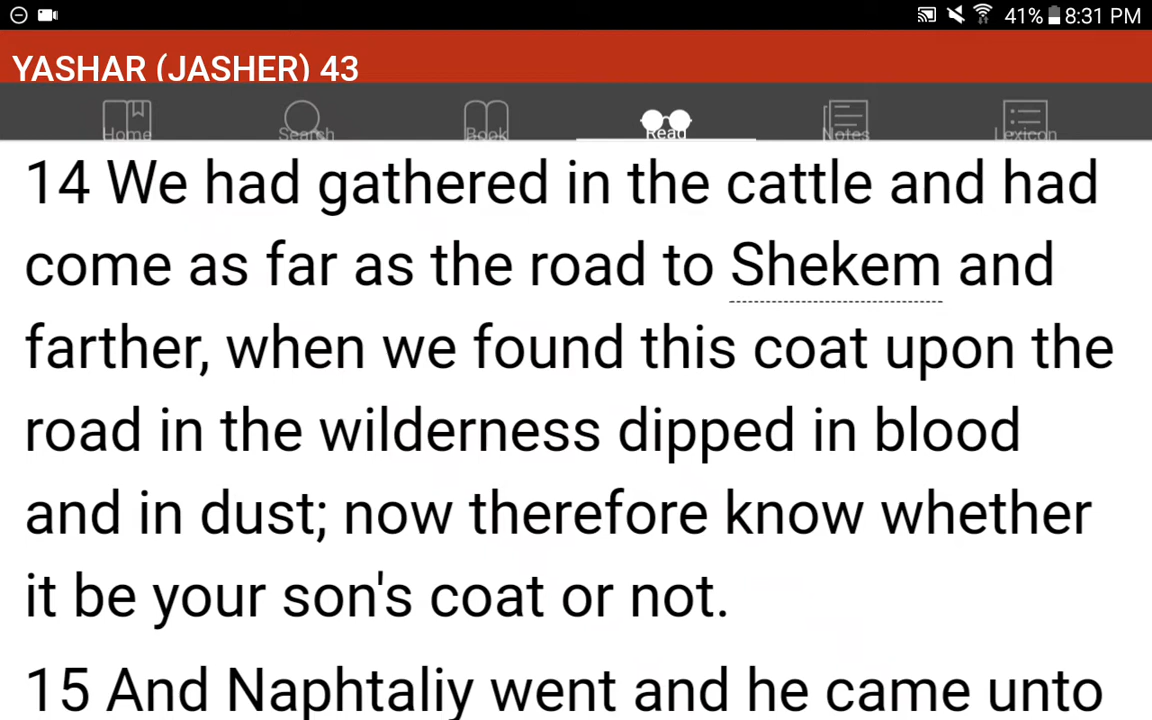 41% 8:31 PM
YASHAR (JASHER) 43
Home Search Book Read Notes Lexicon
14 We had gathered in the cattle and had
come as far as the road to Shekem and
farther, when we found this coat upon the
road in the wilderness dipped in blood
and in dust; now therefore know whether
it be your son's coat or not.
15 And Naphtaliy went and he came unto